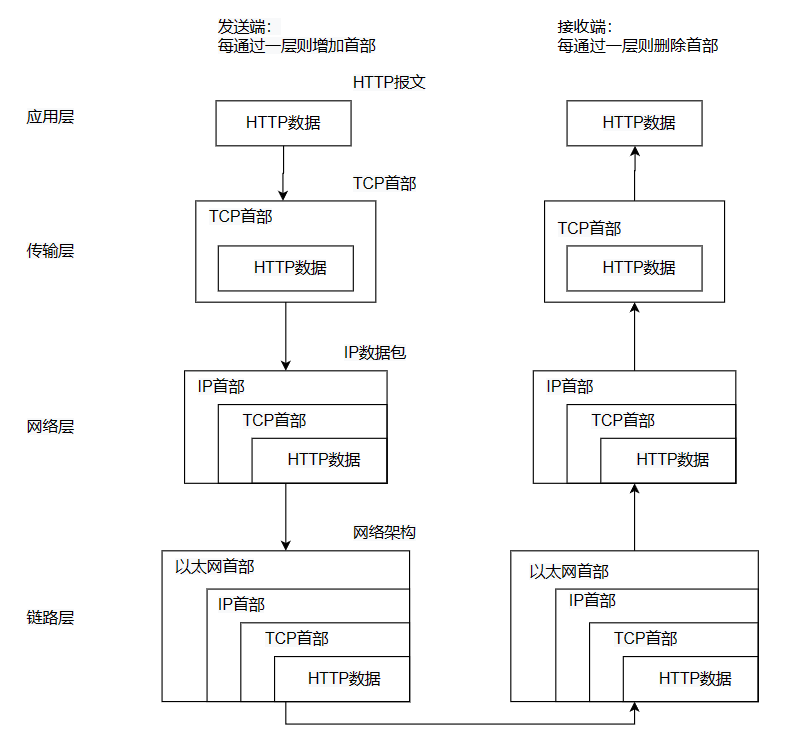 发送端：
每通过一层则增加首部
接收端：
每通过一层则删除首部
HTTP报文
应用层
HTTP数据
HTTP数据
TCP首部
TCP首部
TCP首部
传输层
HTTP数据
HTTP数据
IP数据包
IP首部
IP首部
TCP首部
TCP首部
网络层
HTTP数据
HTTP数据
网络架构
以太网首部
以太网首部
IP首部
IP首部
链路层
TCP首部
TCP首部
HTTP数据
HTTP数据